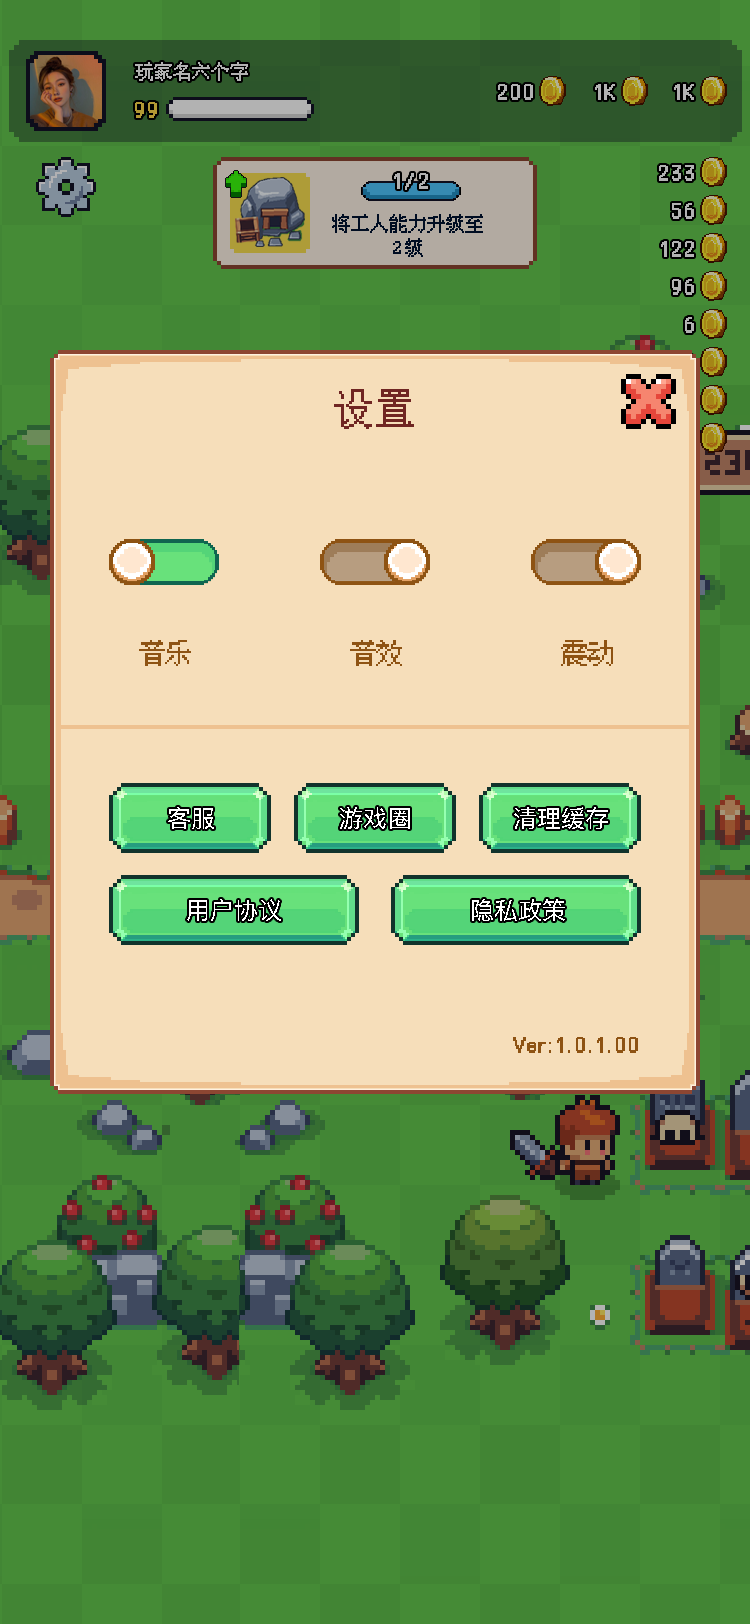 玩家名六个字
99
200
1K
1K
1/2
将工人能力升级至
2级
233
56
122
96
6
设置
音乐
音效
震动
客服
游戏圈
清理缓存
用户协议
隐私政策
Ver:1.0.1.00